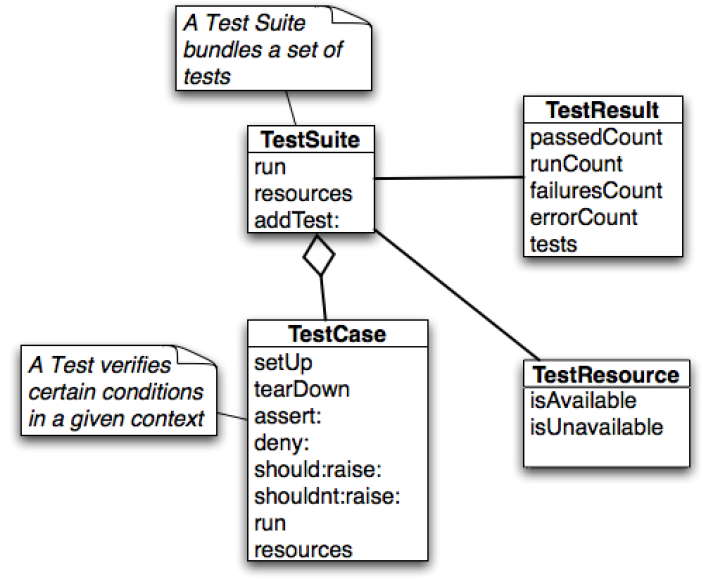 A Test Suite
bundles a set of
tests
TestSuite
run
resources
addTest:
TestResult
passedCount
runCount
failuresCount
errorCount
tests
A Test verifies
certain conditions
in a given context
TestCase
setUp
tearDown
assert:
deny:
should:raise:
shouldnt:raise:
run
resources
TestResource
isAvailable
isUnavailable